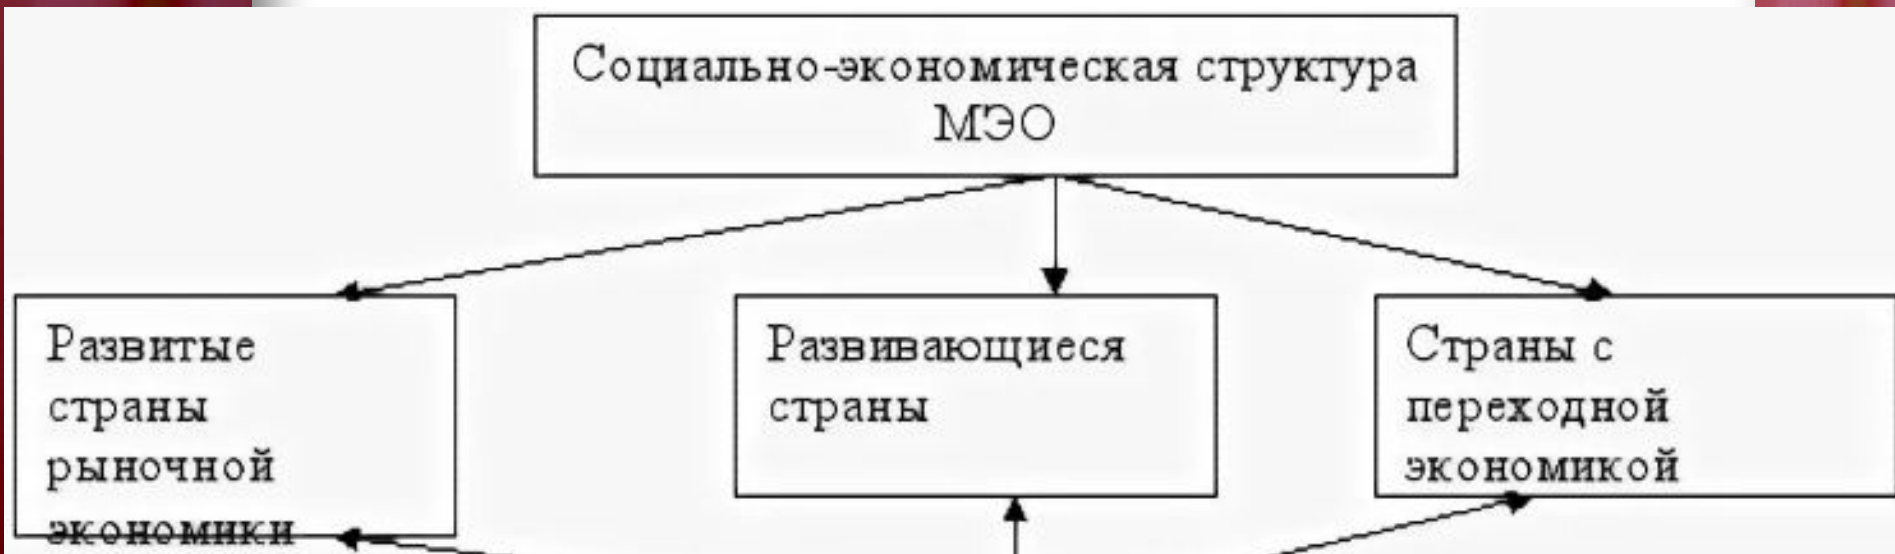 Социально-экономическая структура
МЭО
Развитые
страны
рыночной
экономики
Развивающиеся
страны
Страны с
переходной
экономикой